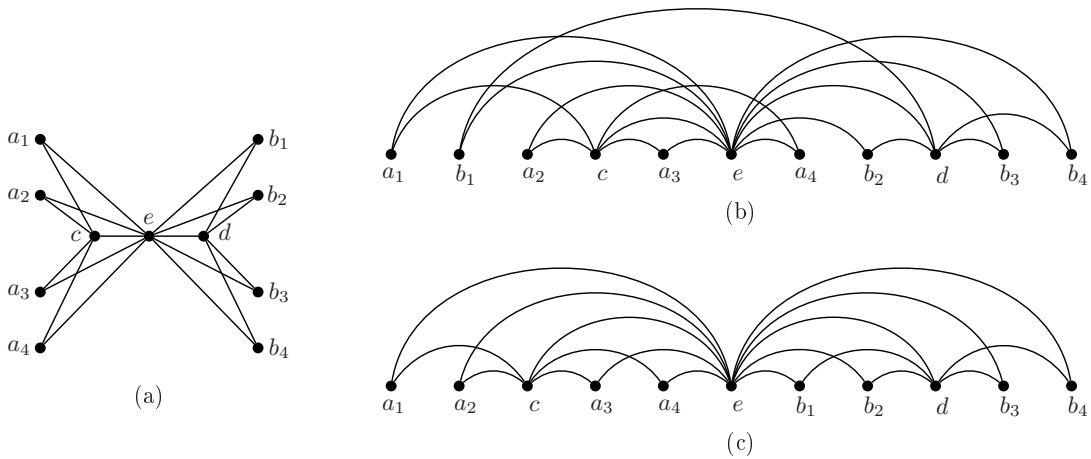 a₁
a₂
a₃
a₄
c
e
d
b₁
b₂
b₃
b₄
(a)
a₁ b₁ a₂ c a₃ e a₄ b₂ d b₃ b₄
(b)
a₁ a₂ c a₃ a₄ e b₁ b₂ d b₃ b₄
(c)